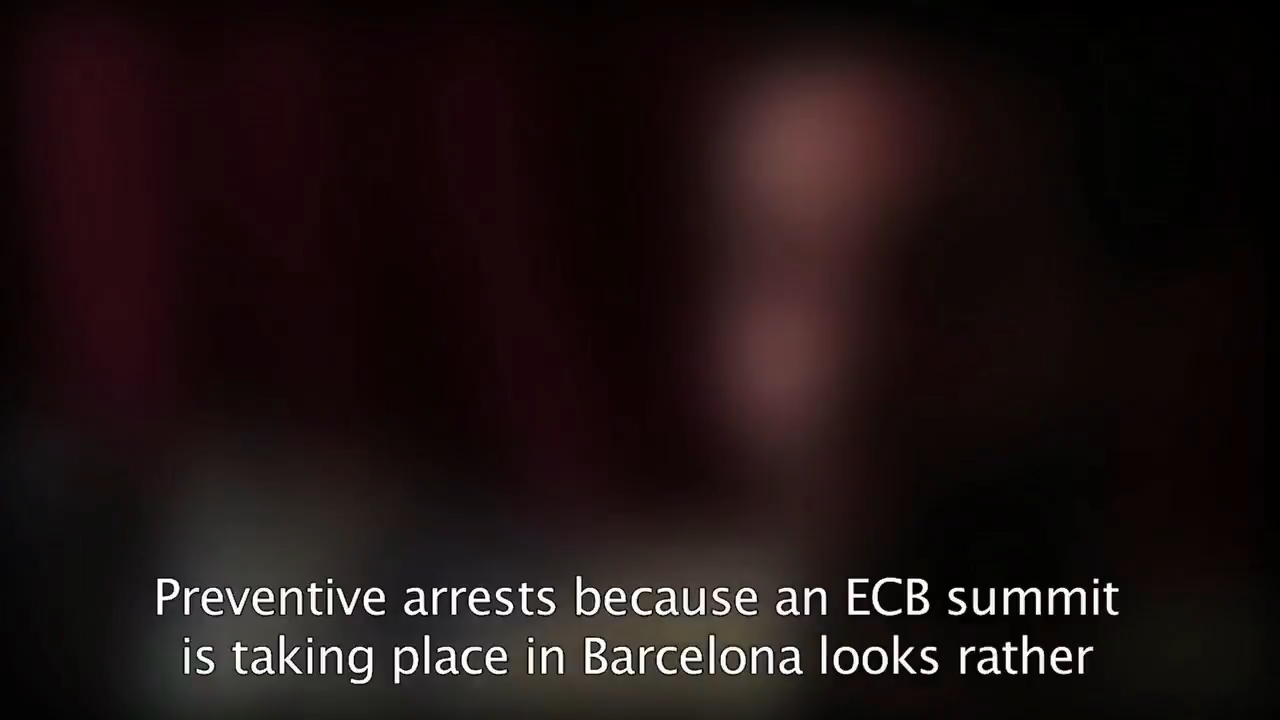 Preventive arrests because an ECB summit
is taking place in Barcelona looks rather